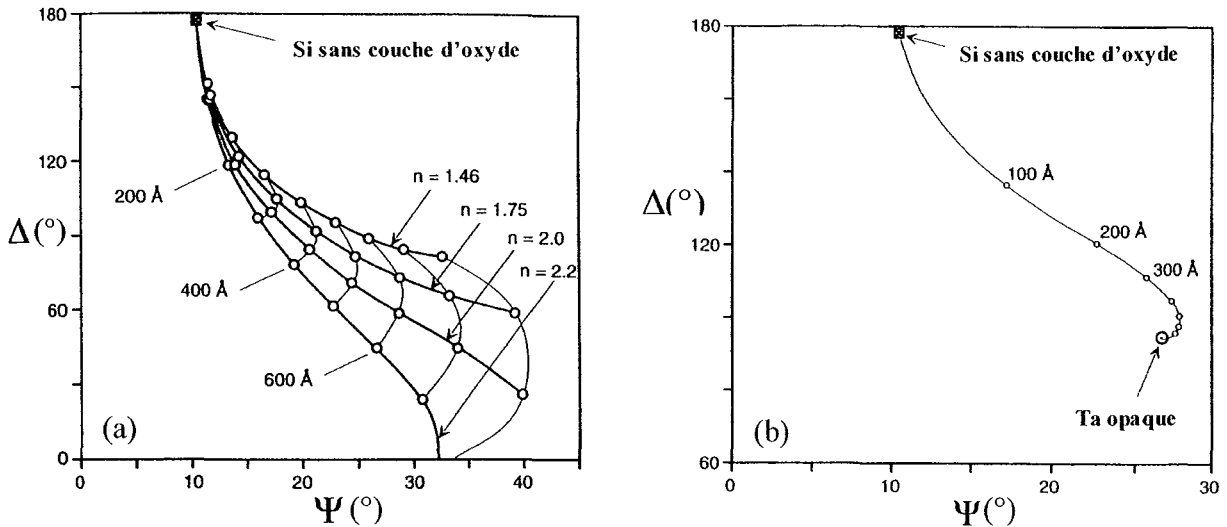 180
Si sans couche d'oxyde
120
200 Å
n = 1.46
n = 1.75
Δ(°)
n = 2.0
n = 2.2
400 Å
60
600 Å
(a)
0
0
10
20
30
40
Ψ(°)
180
Si sans couche d'oxyde
100 Å
Δ(°)
200 Å
120
300 Å
Ta opaque
(b)
60
0
10
20
30
Ψ(°)